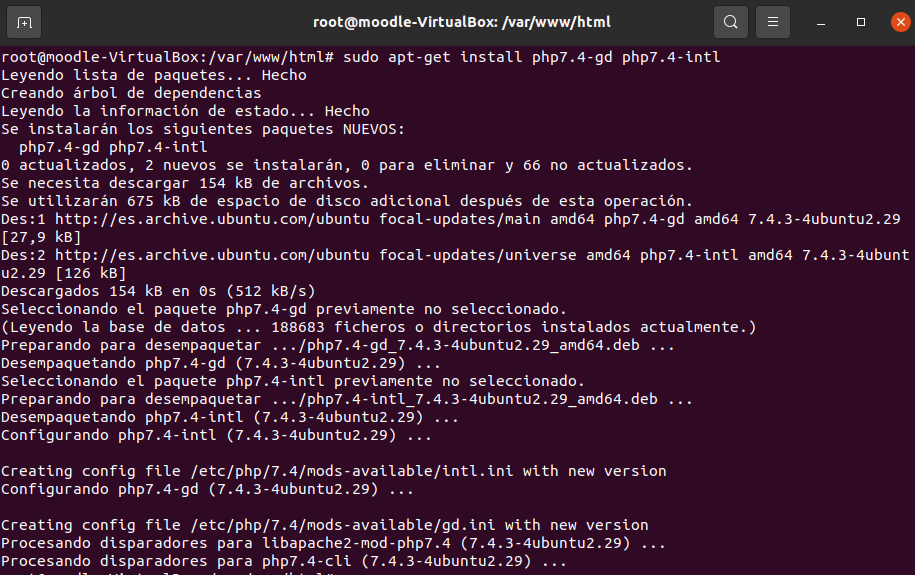 root@moodle-VirtualBox: /var/www/html
root@moodle-VirtualBox:/var/www/html# sudo apt-get install php7.4-gd php7.4-intl
Leyendo lista de paquetes... Hecho
Creando árbol de dependencias
Leyendo la información de estado... Hecho
Se instalarán los siguientes paquetes NUEVOS:
  php7.4-gd php7.4-intl
0 actualizados, 2 nuevos se instalarán, 0 para eliminar y 66 no actualizados.
Se necesita descargar 154 kB de archivos.
Se utilizarán 675 kB de espacio de disco adicional después de esta operación.
Des:1 http://es.archive.ubuntu.com/ubuntu focal-updates/main amd64 php7.4-gd amd64 7.4.3-4ubuntu2.29
[27,9 kB]
Des:2 http://es.archive.ubuntu.com/ubuntu focal-updates/universe amd64 php7.4-intl amd64 7.4.3-4ubunt
u2.29 [126 kB]
Descargados 154 kB en 0s (512 kB/s)
Seleccionando el paquete php7.4-gd previamente no seleccionado.
(Leyendo la base de datos ... 188683 ficheros o directorios instalados actualmente.)
Preparando para desempaquetar .../php7.4-gd_7.4.3-4ubuntu2.29_amd64.deb ...
Desempaquetando php7.4-gd (7.4.3-4ubuntu2.29) ...
Seleccionando el paquete php7.4-intl previamente no seleccionado.
Preparando para desempaquetar .../php7.4-intl_7.4.3-4ubuntu2.29_amd64.deb ...
Desempaquetando php7.4-intl (7.4.3-4ubuntu2.29) ...
Configurando php7.4-intl (7.4.3-4ubuntu2.29) ...
Creating config file /etc/php/7.4/mods-available/intl.ini with new version
Configurando php7.4-gd (7.4.3-4ubuntu2.29) ...
Creating config file /etc/php/7.4/mods-available/gd.ini with new version
Procesando disparadores para libapache2-mod-php7.4 (7.4.3-4ubuntu2.29) ...
Procesando disparadores para php7.4-cli (7.4.3-4ubuntu2.29) ...